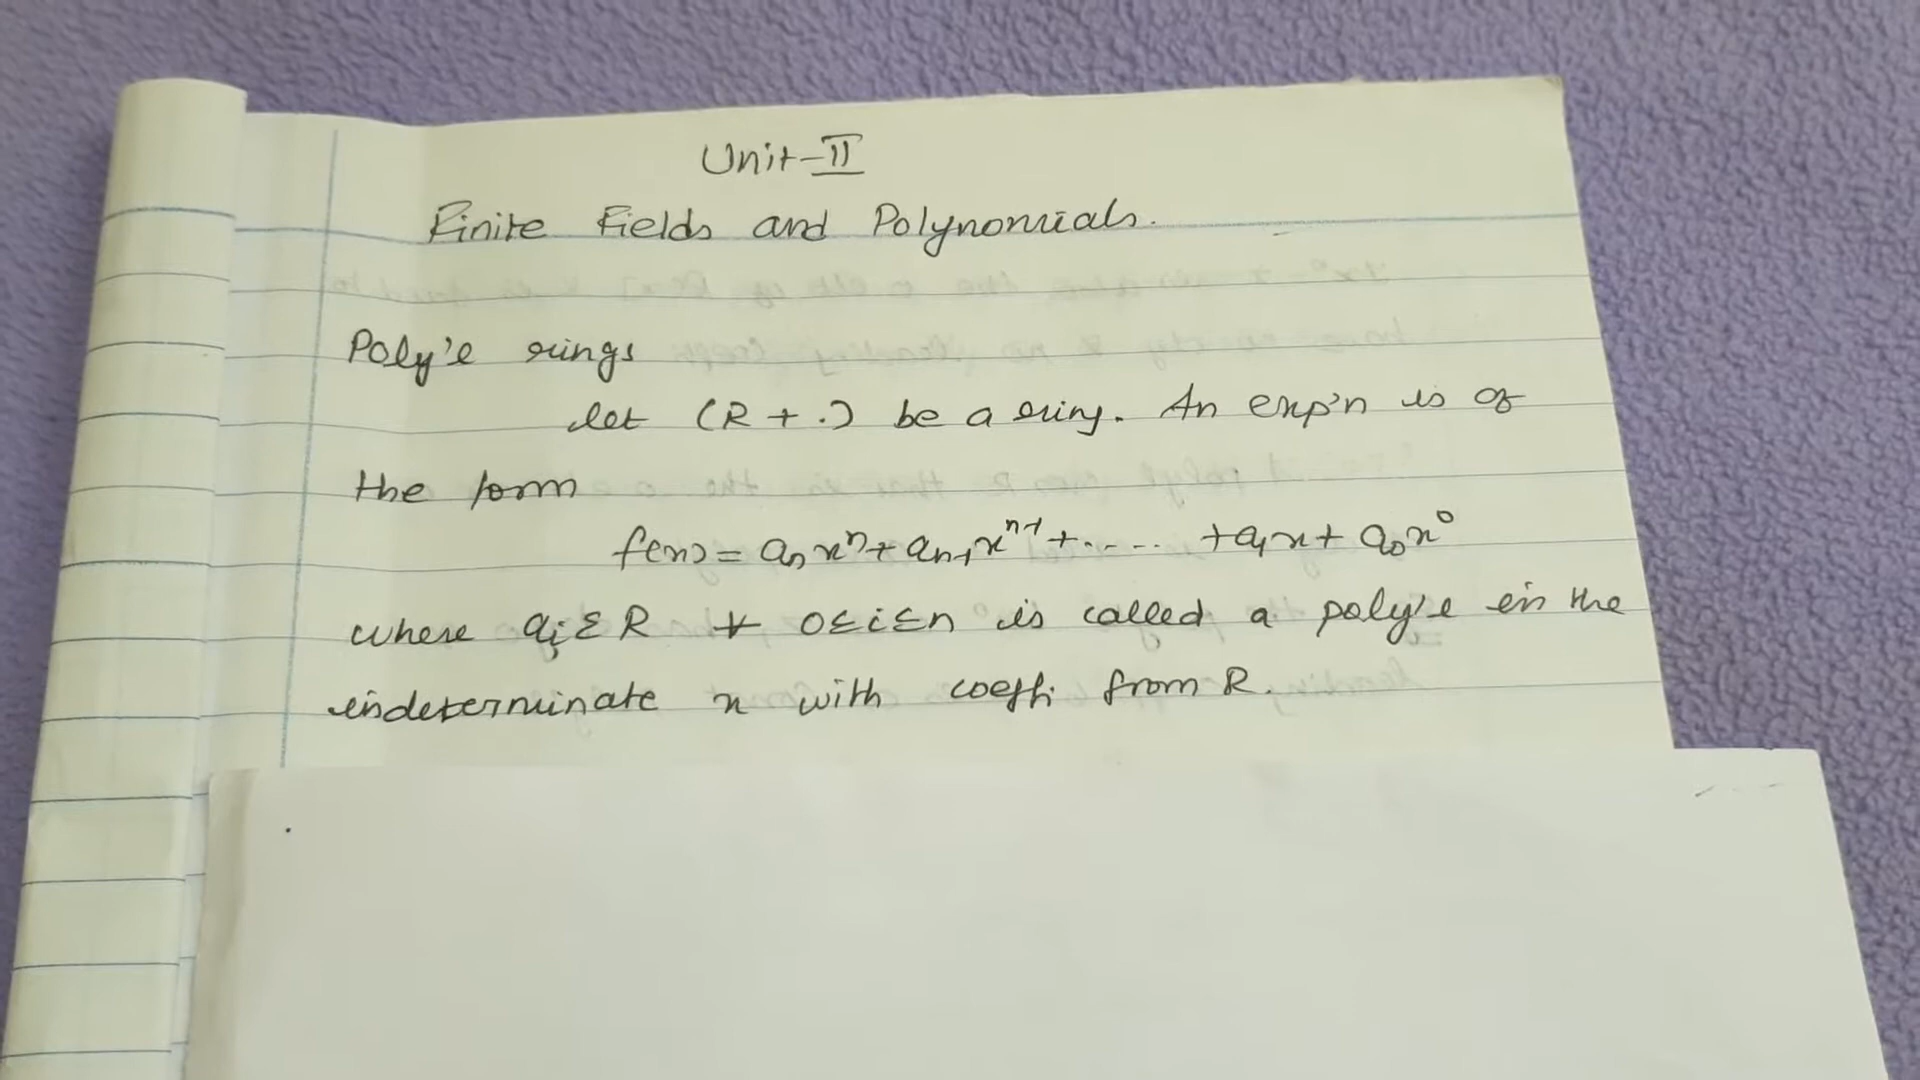 Unit-II
Finite Fields and Polynomials.
Poly'l rings
let (R + .) be a ring. An exp'n is of
the form
f(x) = aₙxⁿ + aₙ₋₁xⁿ⁻¹ + ..... + a₁x + a₀x⁰
where aᵢ ∈ R ∀ 0≤i≤n is called a poly'l in the
indeterminate x with coeffi from R.